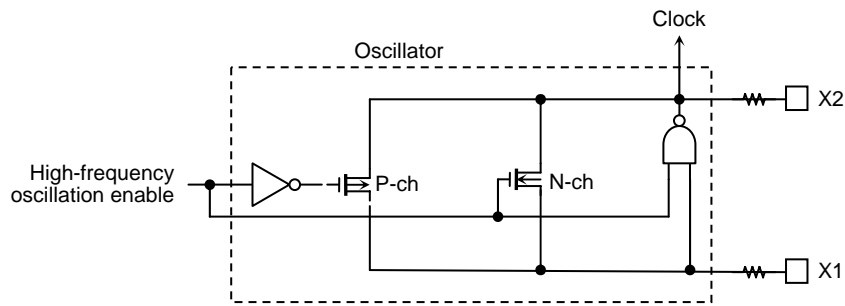 Clock
Oscillator
X2
High-frequency
oscillation enable
P-ch
N-ch
X1